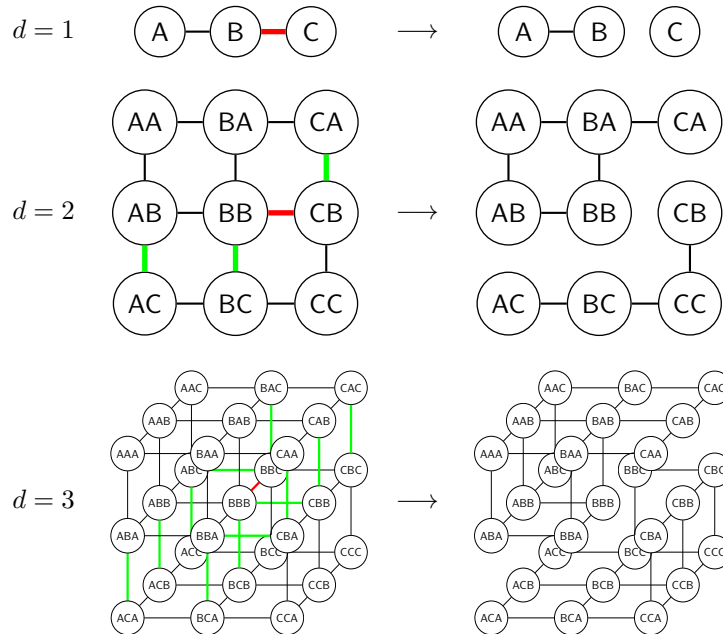 d = 1 A B C ⟶ A B C
AA BA CA AA BA CA
d = 2 AB BB CB ⟶ AB BB CB
AC BC CC AC BC CC
AAC BAC CAC AAC BAC CAC
AAB BAB CAB AAB BAB CAB
AAA BAA CAA AAA BAA CAA
ABC BBC CBC ABC BBC CBC
d = 3 ABB BBB CBB ⟶ ABB BBB CBB
ABA BBA CBA ABA BBA CBA
ACC BCC CCC ACC BCC CCC
ACB BCB CCB ACB BCB CCB
ACA BCA CCA ACA BCA CCA